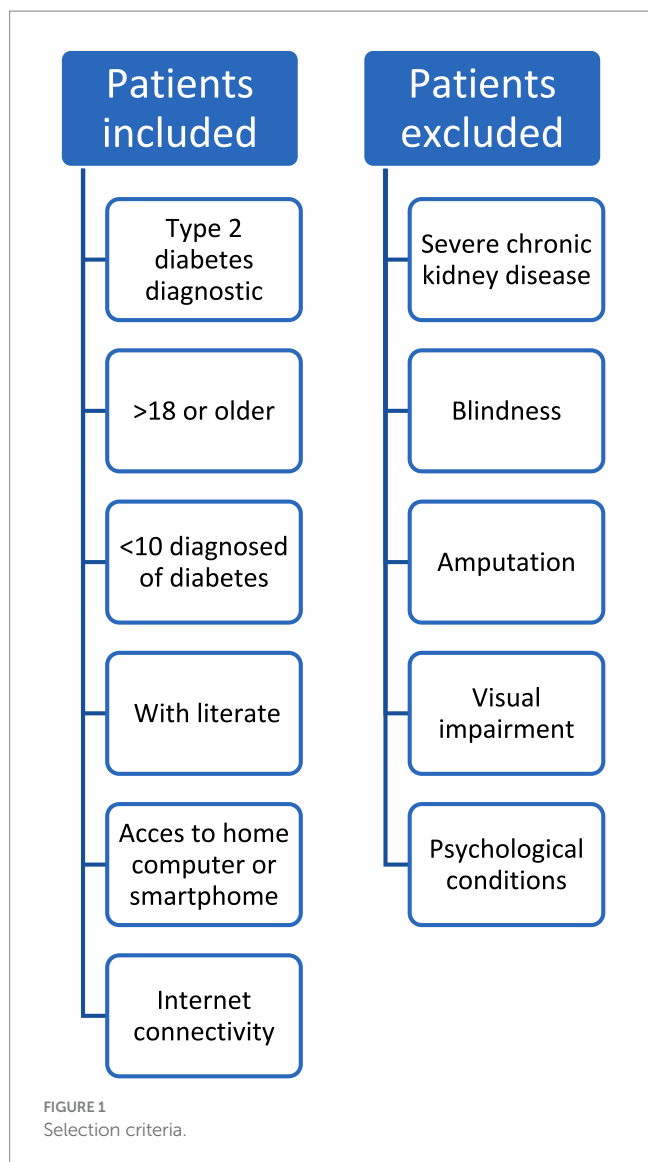 Patients
included
Type 2
diabetes
diagnostic
>18 or older
<10 diagnosed
of diabetes
With literate
Acces to home
computer or
smartphome
Internet
connectivity
Patients
excluded
Severe chronic
kidney disease
Blindness
Amputation
Visual
impairment
Psychological
conditions
FIGURE 1
Selection criteria.